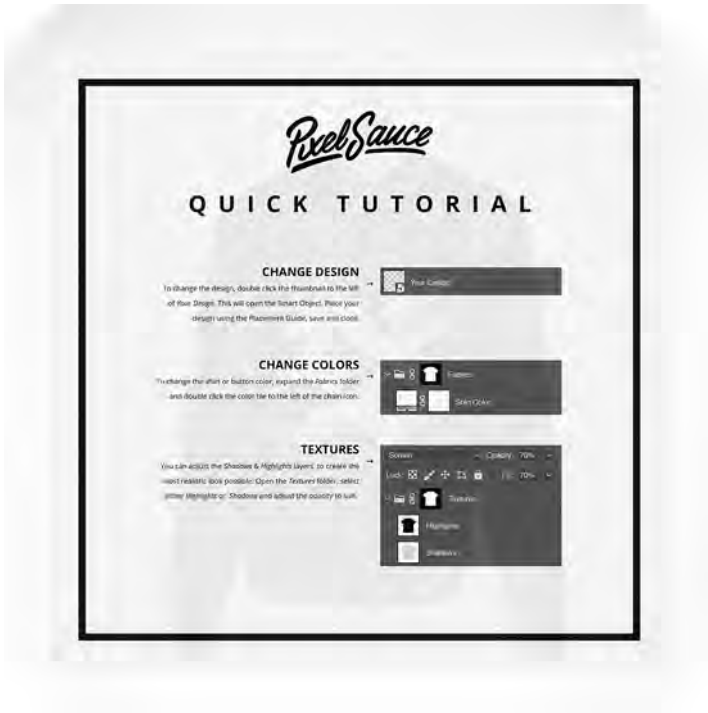 PixelSauce
QUICK TUTORIAL
CHANGE DESIGN →
To change the design, double click the thumbnail to the left
of Your Design. This will open the Smart Object. Place your
design using the Placement Guide, save and close.
Your Design
CHANGE COLORS →
To change the shirt or button color, expand the Fabrics folder
and double click the color tile to the left of the chain icon.
Fabrics
Shirt Color
TEXTURES →
You can adjust the Shadows & Highlights layers, to create the
most realistic look possible. Open the Textures folder, select
either Highlights or Shadows and adjust the opacity to suit.
Screen Opacity: 70%
Lock: Fill: 70%
Textures
Highlights
Shadows